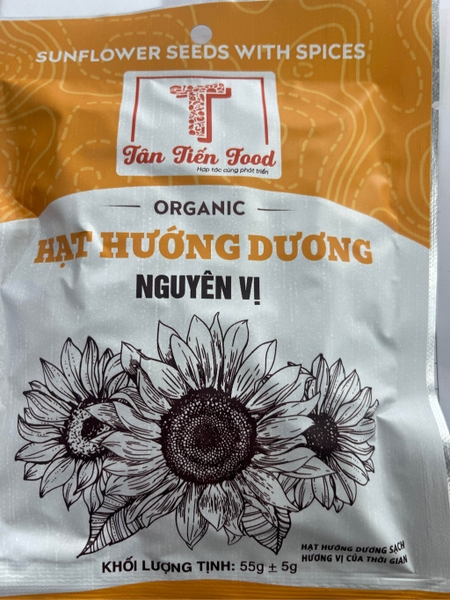 SUNFLOWER SEEDS WITH SPICES
T
Tân Tiến Food
Hợp tác cùng phát triển
ORGANIC
HẠT HƯỚNG DƯƠNG
NGUYÊN VỊ
HẠT HƯỚNG DƯƠNG SẠCH
HƯƠNG VỊ CỦA THỜI GIAN
KHỐI LƯỢNG TỊNH: 55g ± 5g